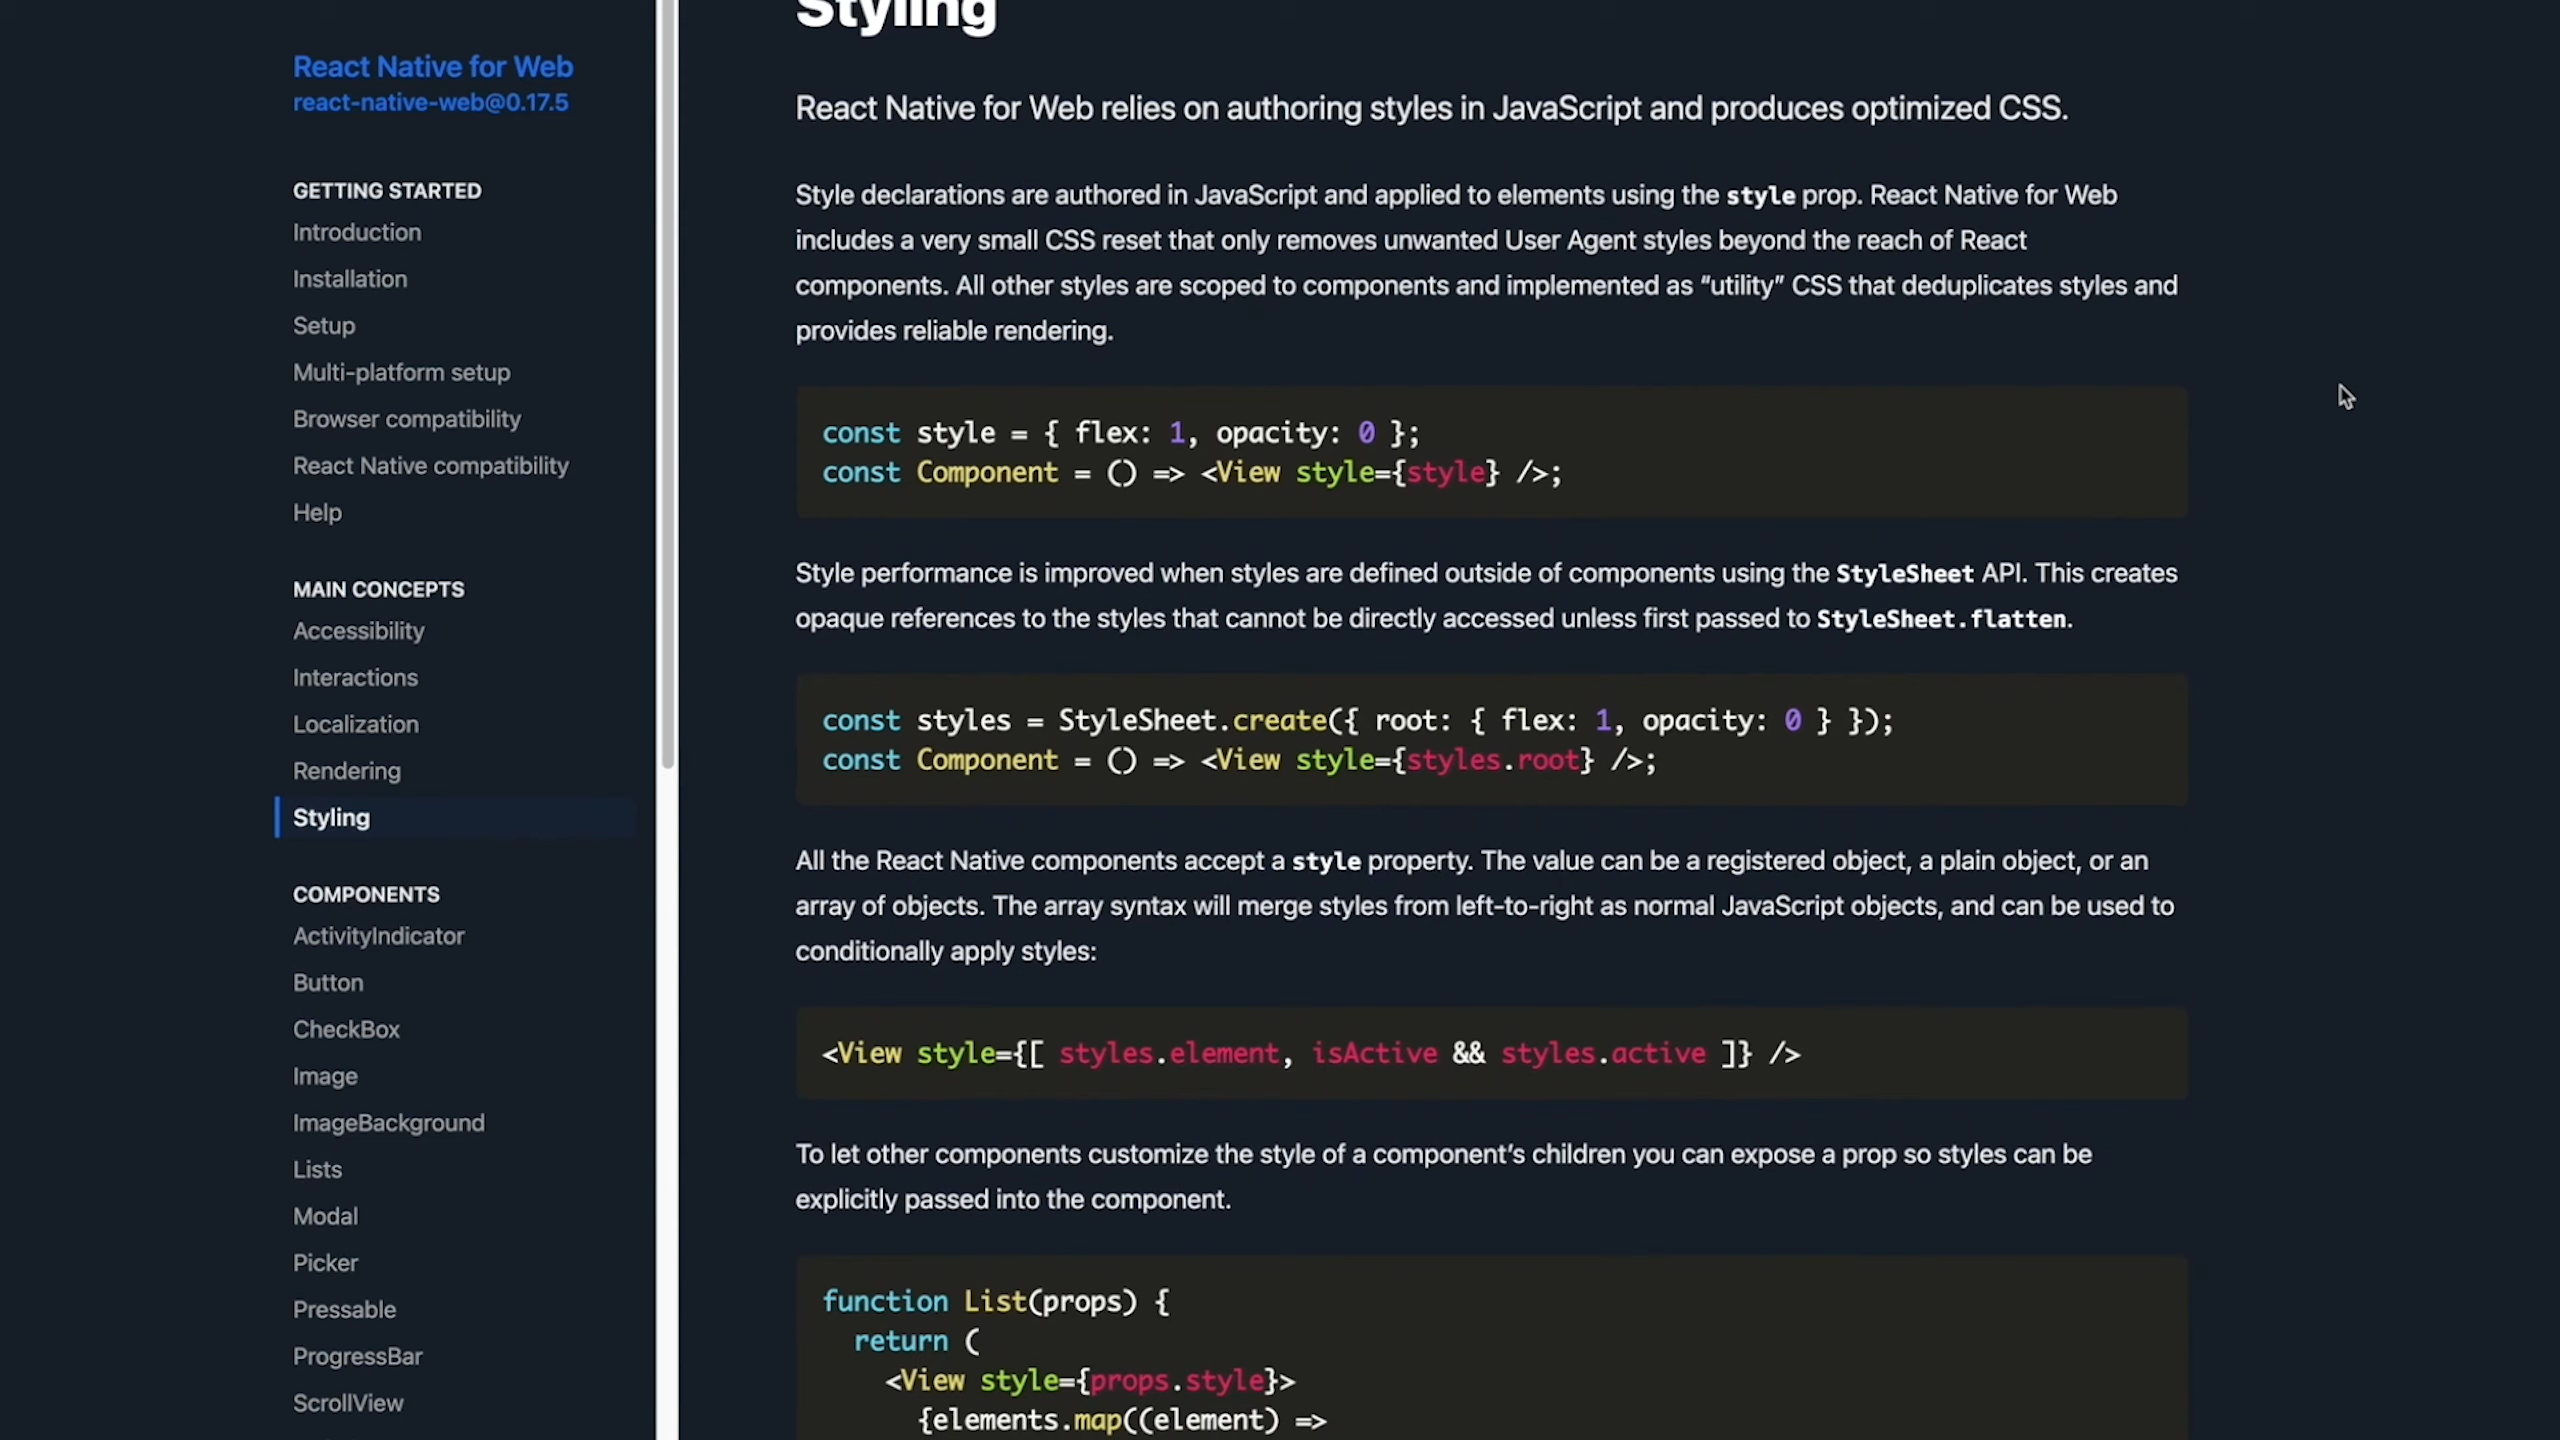 React Native for Web
react-native-web@0.17.5
GETTING STARTED
Introduction
Installation
Setup
Multi-platform setup
Browser compatibility
React Native compatibility
Help
MAIN CONCEPTS
Accessibility
Interactions
Localization
Rendering
Styling
COMPONENTS
ActivityIndicator
Button
CheckBox
Image
ImageBackground
Lists
Modal
Picker
Pressable
ProgressBar
ScrollView
Styling
React Native for Web relies on authoring styles in JavaScript and produces optimized CSS.
Style declarations are authored in JavaScript and applied to elements using the style prop. React Native for Web
includes a very small CSS reset that only removes unwanted User Agent styles beyond the reach of React
components. All other styles are scoped to components and implemented as “utility” CSS that deduplicates styles and
provides reliable rendering.
const style = { flex: 1, opacity: 0 };
const Component = () => <View style={style} />;
Style performance is improved when styles are defined outside of components using the StyleSheet API. This creates
opaque references to the styles that cannot be directly accessed unless first passed to StyleSheet.flatten.
const styles = StyleSheet.create({ root: { flex: 1, opacity: 0 } });
const Component = () => <View style={styles.root} />;
All the React Native components accept a style property. The value can be a registered object, a plain object, or an
array of objects. The array syntax will merge styles from left-to-right as normal JavaScript objects, and can be used to
conditionally apply styles:
<View style={[ styles.element, isActive && styles.active ]} />
To let other components customize the style of a component’s children you can expose a prop so styles can be
explicitly passed into the component.
function List(props) {
return (
<View style={props.style}>
{elements.map((element) =>